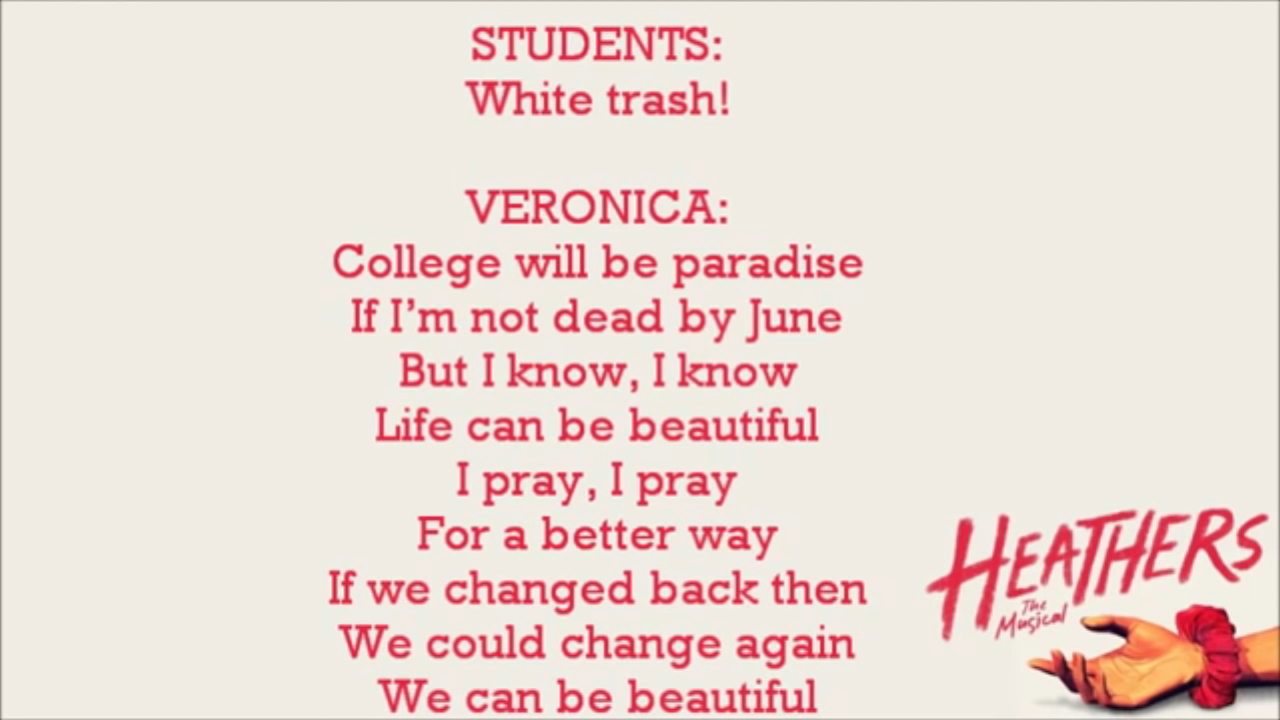 STUDENTS:
White trash!
VERONICA:
College will be paradise
If I’m not dead by June
But I know, I know
Life can be beautiful
I pray, I pray
For a better way
If we changed back then
We could change again
We can be beautiful
HEATHERS
The
Musical